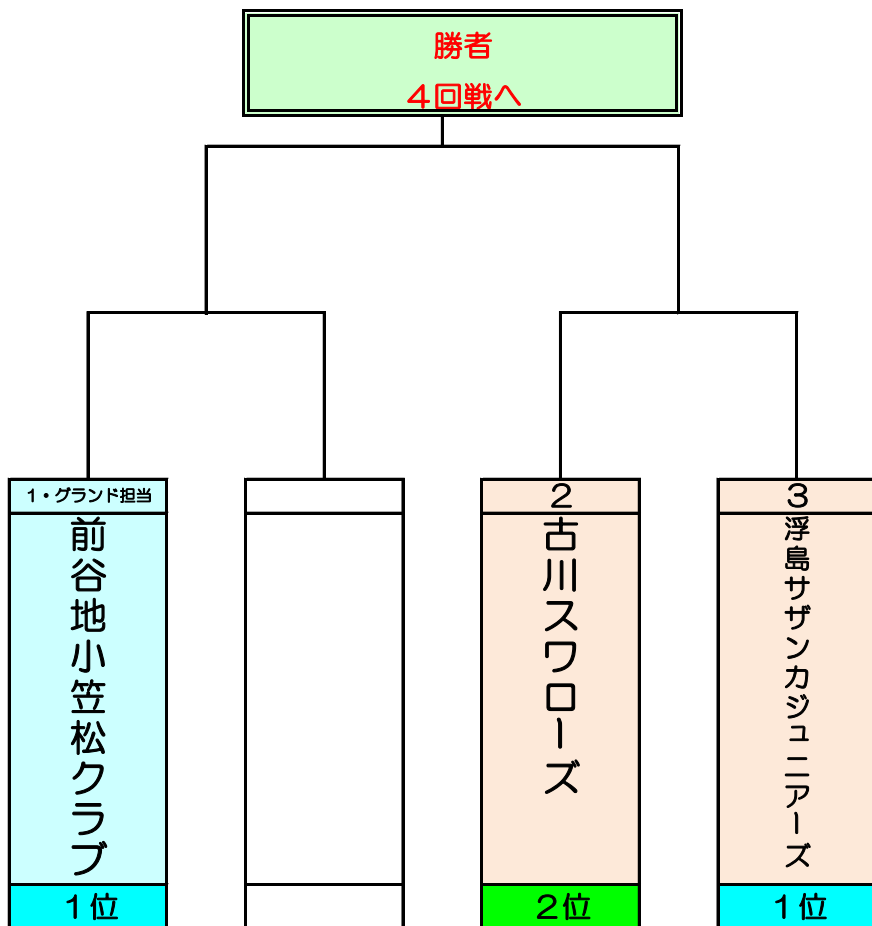 勝者
４回戦へ
１・グランド担当
前谷地小笠松クラブ
１位
２
古川スワローズ
２位
３
浮島サザンカジュニアーズ
１位